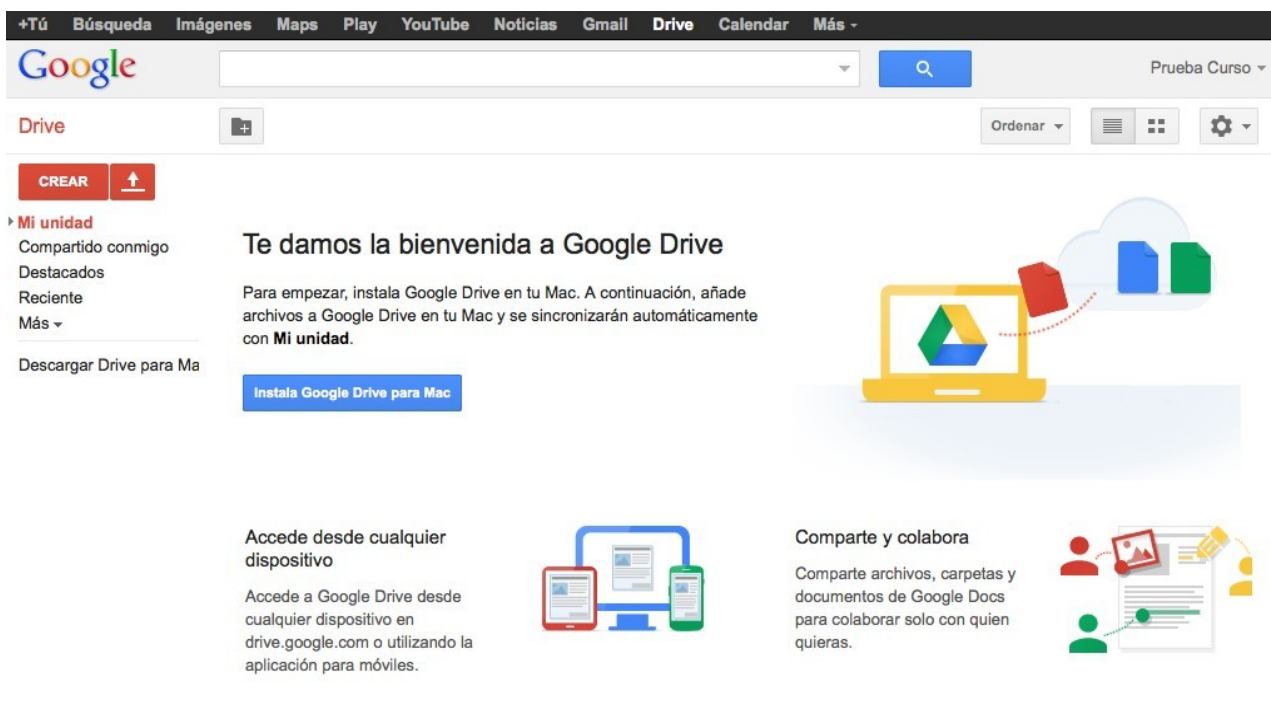 +Tú Búsqueda Imágenes Maps Play YouTube Noticias Gmail Drive Calendar Más
Google
Prueba Curso
Drive
Ordenar
CREAR
Mi unidad
Compartido conmigo
Destacados
Reciente
Más
Descargar Drive para Ma
Te damos la bienvenida a Google Drive
Para empezar, instala Google Drive en tu Mac. A continuación, añade
archivos a Google Drive en tu Mac y se sincronizarán automáticamente
con Mi unidad.
Instala Google Drive para Mac
Accede desde cualquier
dispositivo
Accede a Google Drive desde
cualquier dispositivo en
drive.google.com o utilizando la
aplicación para móviles.
Comparte y colabora
Comparte archivos, carpetas y
documentos de Google Docs
para colaborar solo con quien
quieras.